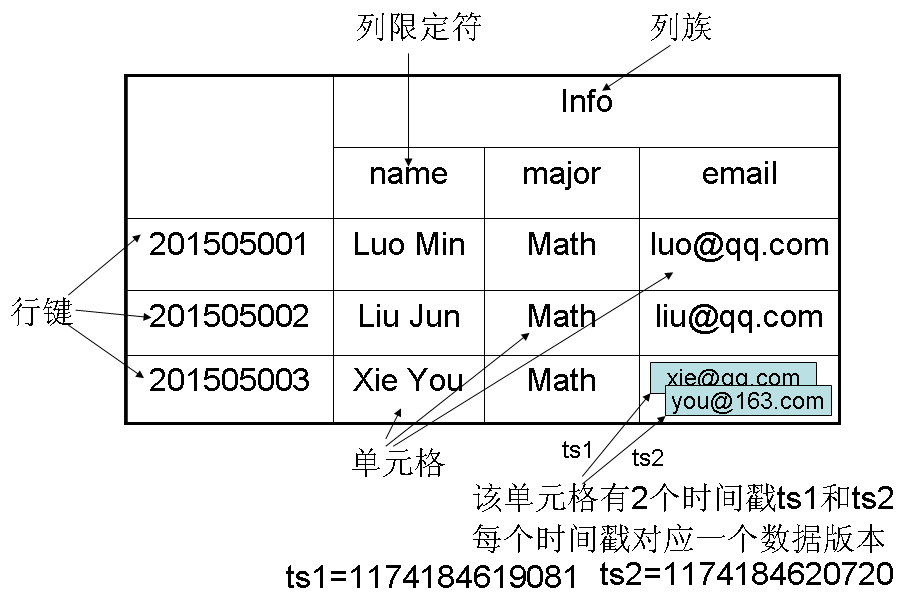 列限定符 列族
Info
name major email
201505001 Luo Min Math luo@qq.com
行键
201505002 Liu Jun Math liu@qq.com
201505003 Xie You Math xie@qq.com
you@163.com
单元格 ts1 ts2
该单元格有2个时间戳ts1和ts2
每个时间戳对应一个数据版本
ts1=1174184619081 ts2=1174184620720